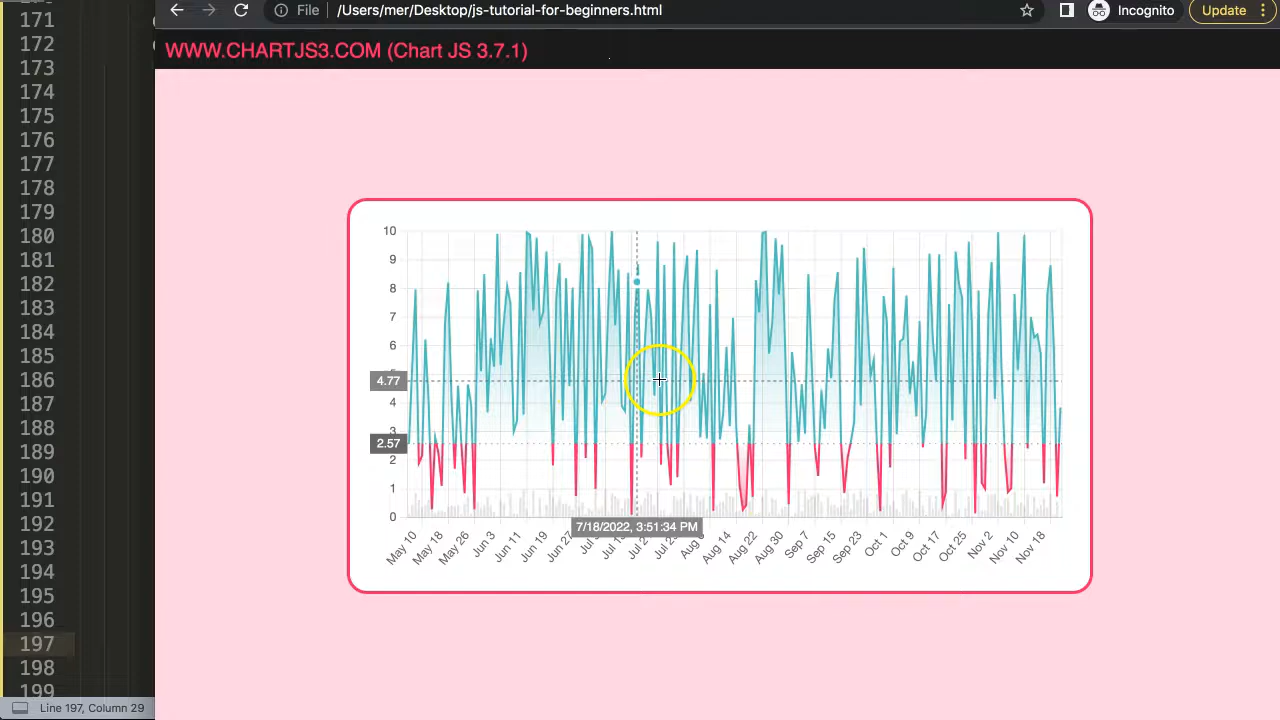 171
172
173
174
175
176
177
178
179
180
181
182
183
184
185
186
187
188
189
190
191
192
193
194
195
196
197
198
199
Line 197, Column 29
File /Users/mer/Desktop/js-tutorial-for-beginners.html Incognito Update
WWW.CHARTJS3.COM (Chart JS 3.7.1)
10
9
8
7
6
4.77
4
3
2.57
2
1
0
7/18/2022, 3:51:34 PM
May 10
May 18
May 26
Jun 3
Jun 11
Jun 19
Jun 27
Aug 14
Aug 22
Aug 30
Sep 7
Sep 15
Sep 23
Oct 1
Oct 9
Oct 17
Oct 25
Nov 2
Nov 10
Nov 18